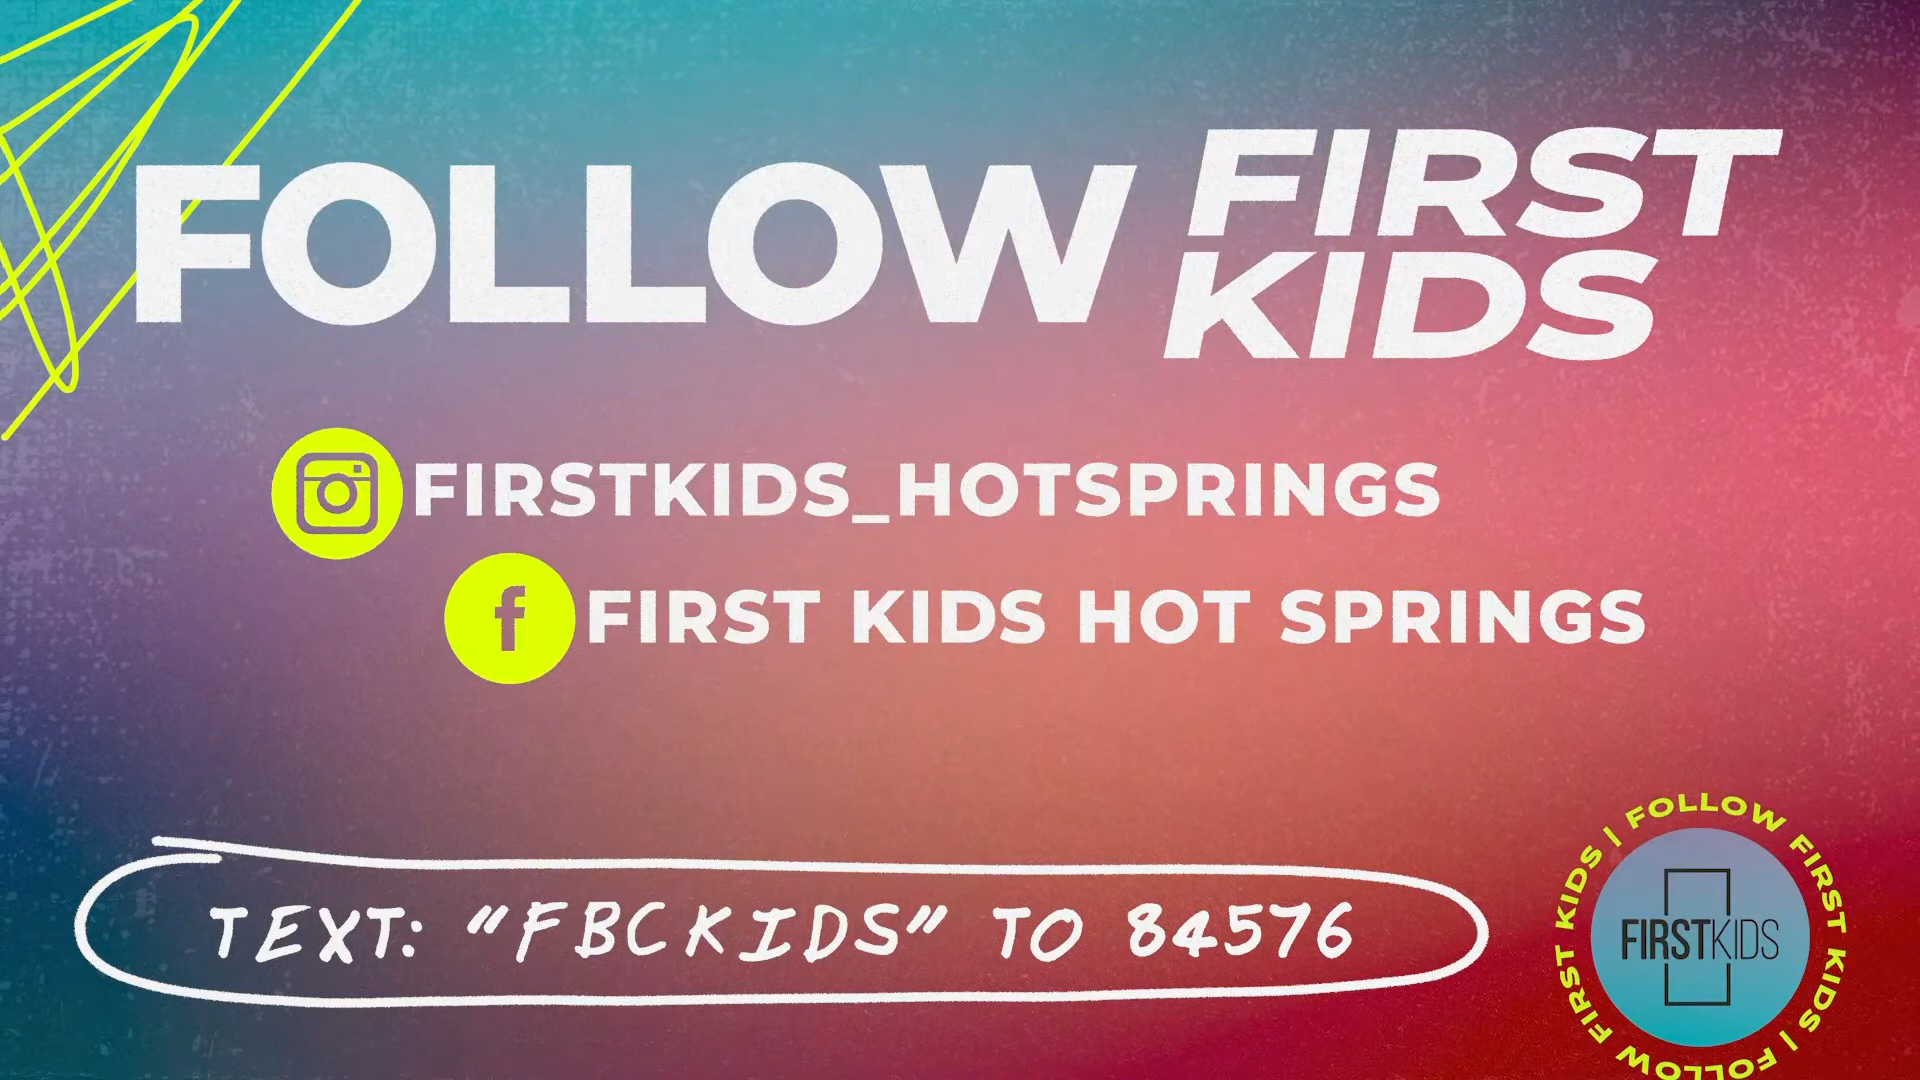 FOLLOW FIRST
KIDS
FIRSTKIDS_HOTSPRINGS
f FIRST KIDS HOT SPRINGS
TEXT: "FBCKIDS" TO 84576
FIRST KIDS | FOLLOW FIRST KIDS | FOLLOW
FIRSTKIDS